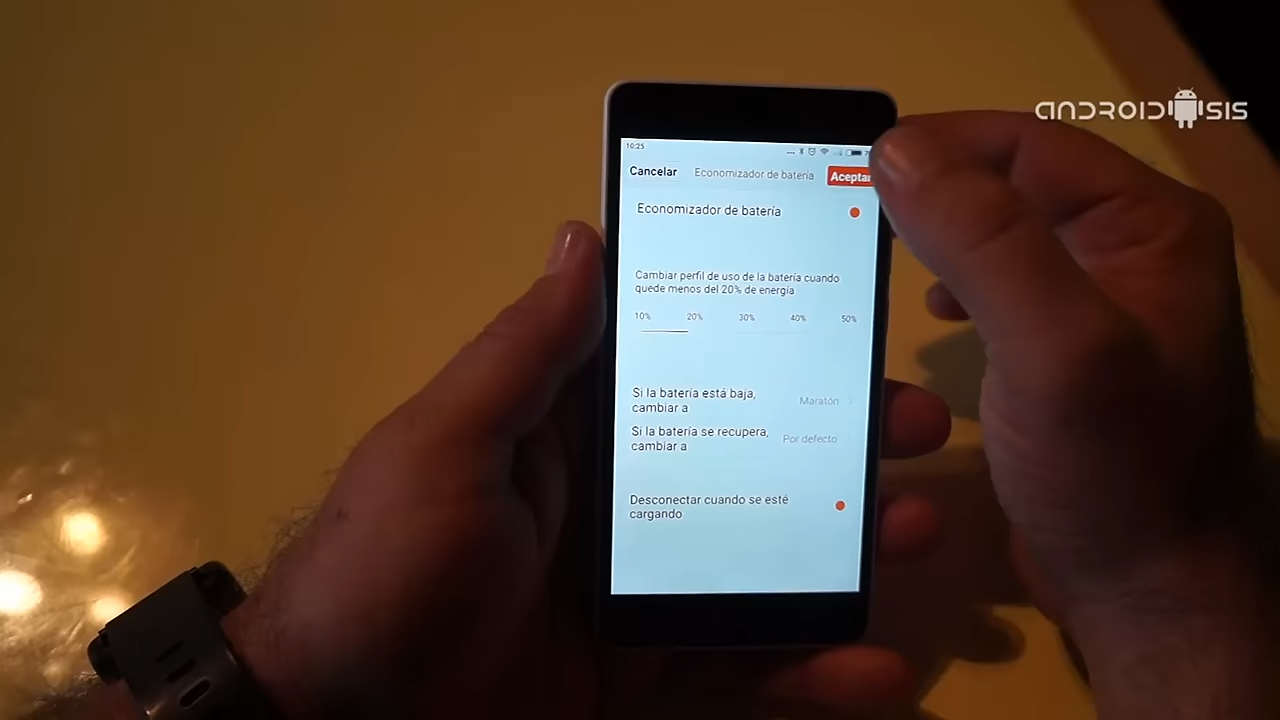 ANDROIDSIS
10:25
Cancelar Economizador de batería Aceptar
Economizador de batería
Cambiar perfil de uso de la batería cuando
quede menos del 20% de energía
10% 20% 30% 40% 50%
Si la batería está baja,
cambiar a
Maratón
Si la batería se recupera,
cambiar a
Por defecto
Desconectar cuando se esté
cargando